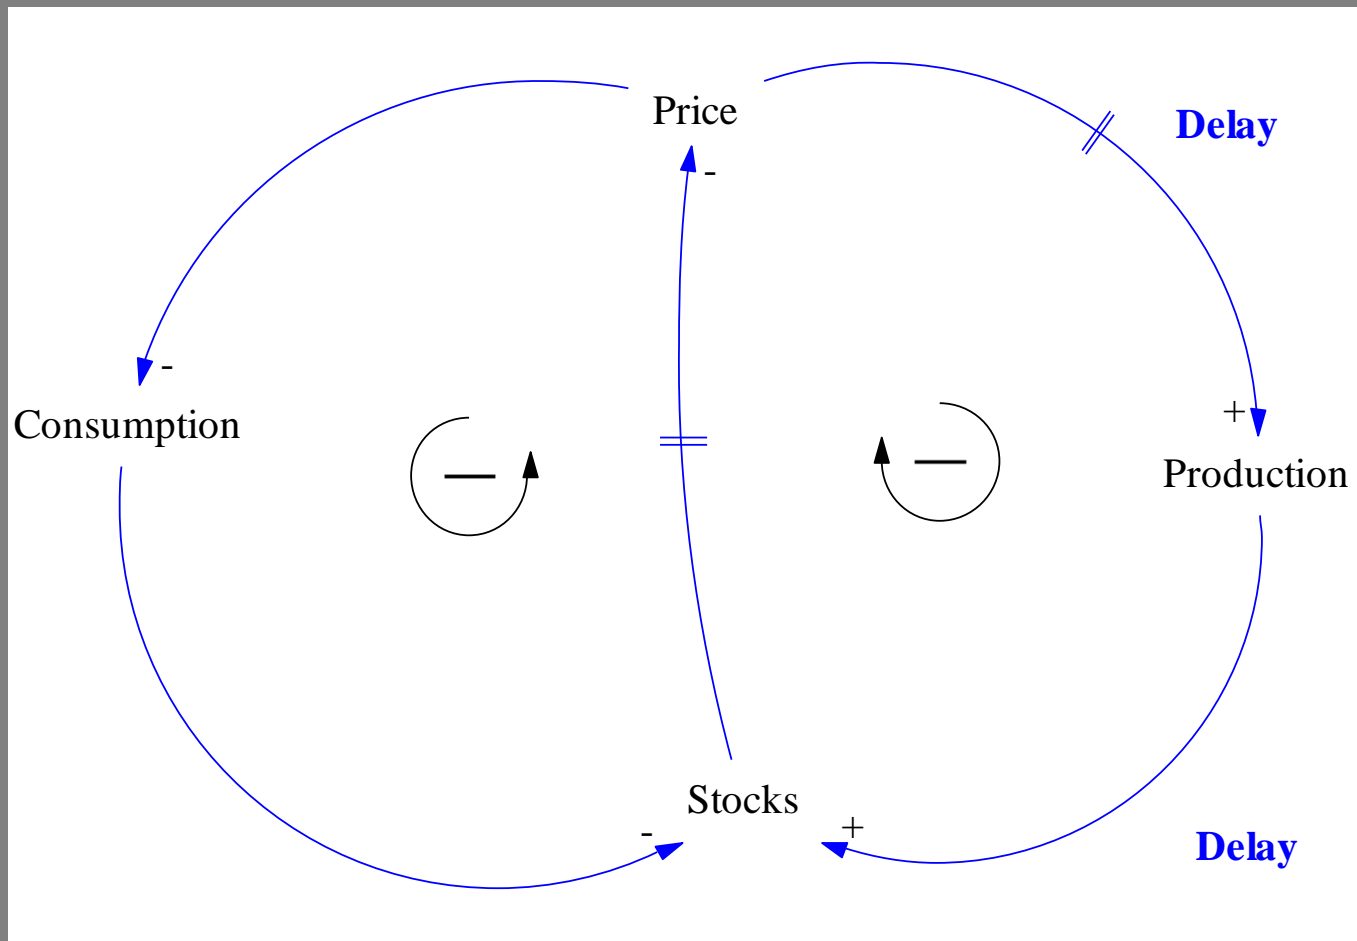 Price
Delay
-
-
Consumption
+
Production
Stocks
-
+
Delay